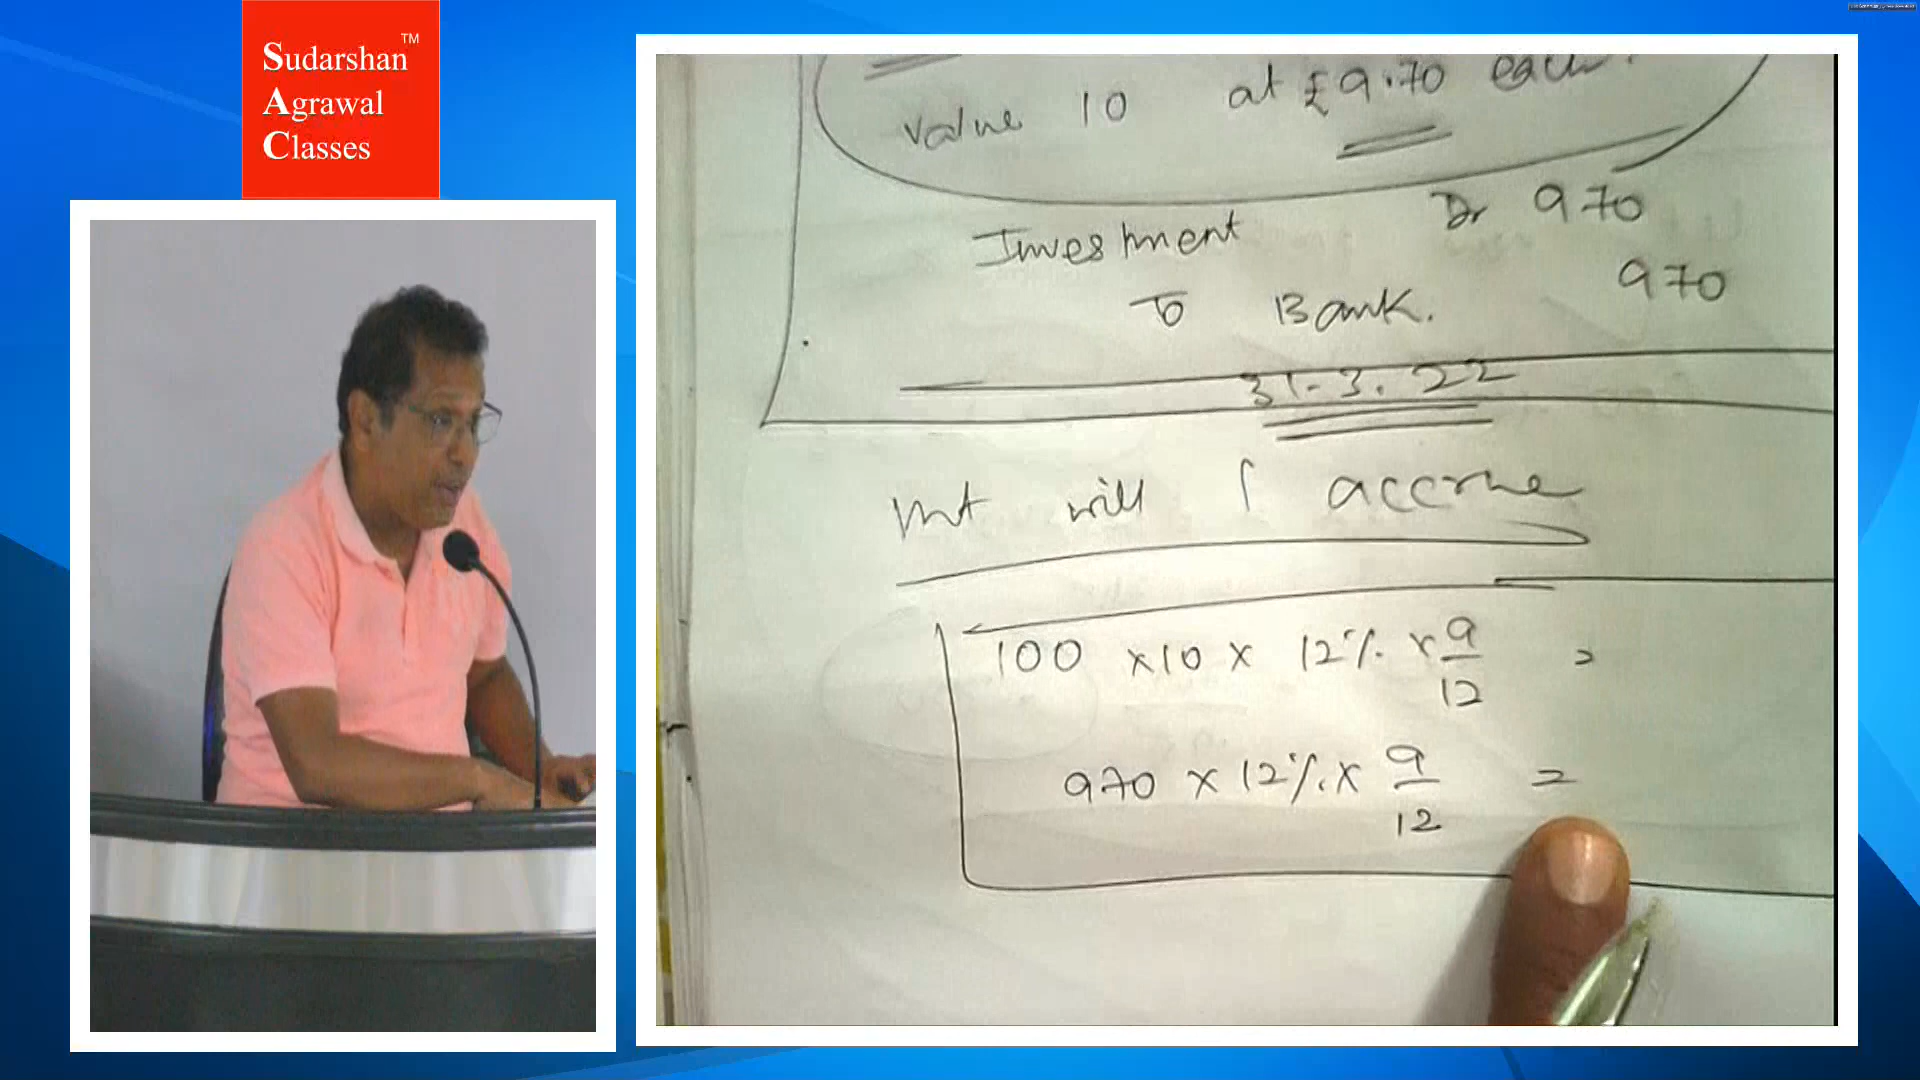 Sudarshan™
Agrawal
Classes
value 10 at £9.70 each.
Investment Dr 970
To Bank. 970
31-3.22
Int will accrue
100 x10 x 12% x 9/12 =
970 x 12% x 9/12 =